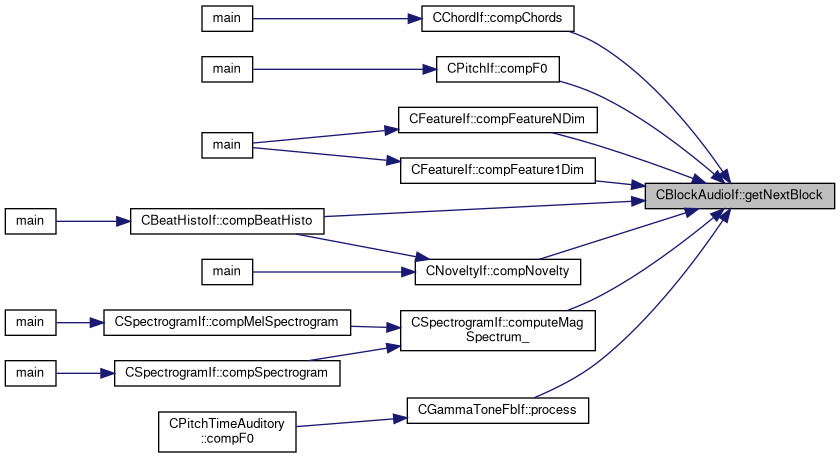 main
CChordIf::compChords
main
CPitchIf::compF0
main
CFeatureIf::compFeatureNDim
CFeatureIf::compFeature1Dim
CBlockAudioIf::getNextBlock
main
CBeatHistoIf::compBeatHisto
main
CNoveltyIf::compNovelty
main
CSpectrogramIf::compMelSpectrogram
CSpectrogramIf::computeMag
Spectrum_
main
CSpectrogramIf::compSpectrogram
CGammaToneFbIf::process
CPitchTimeAuditory
::compF0